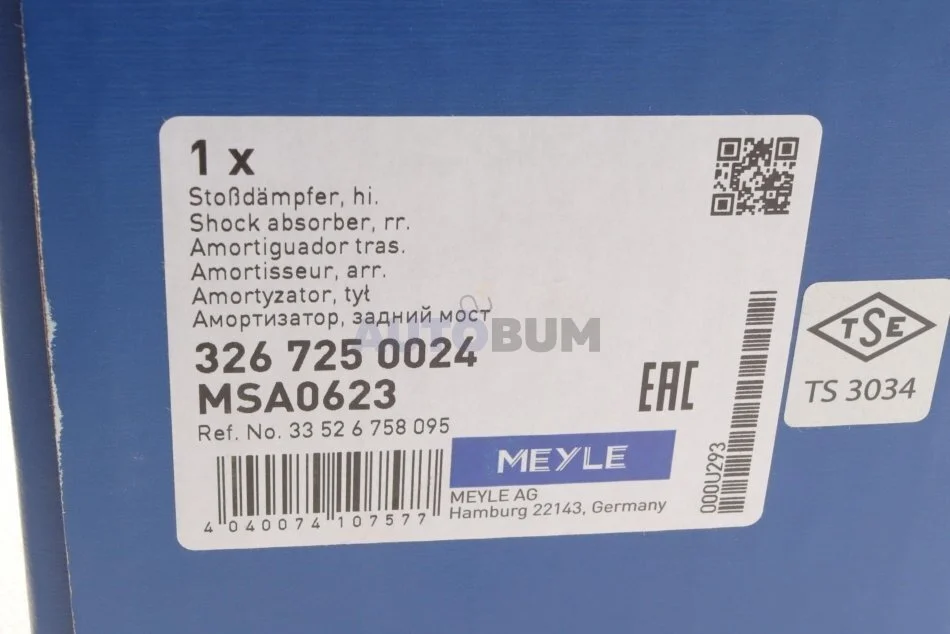 1 x
Stoßdämpfer, hi.
Shock absorber, rr.
Amortiguador tras.
Amortisseur, arr.
Amortyzator, tył
Амортизатор, задний мост
AUTOBUM
326 725 0024
MSA0623
Ref. No. 33 52 6 758 095
EAC
MEYLE
MEYLE AG
Hamburg 22143, Germany
4 040074 107577
000U293
TSE
TS 3034